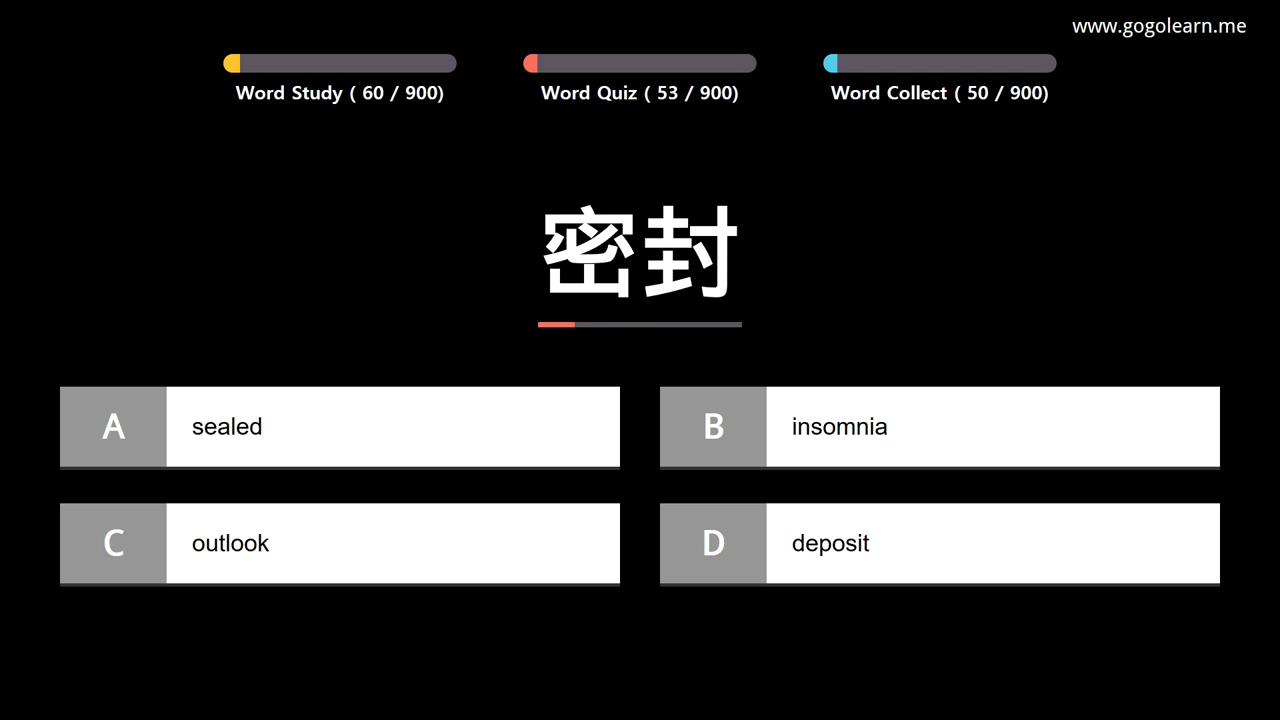 www.gogolearn.me
Word Study ( 60 / 900)
Word Quiz ( 53 / 900)
Word Collect ( 50 / 900)
密封
A sealed
B insomnia
C outlook
D deposit